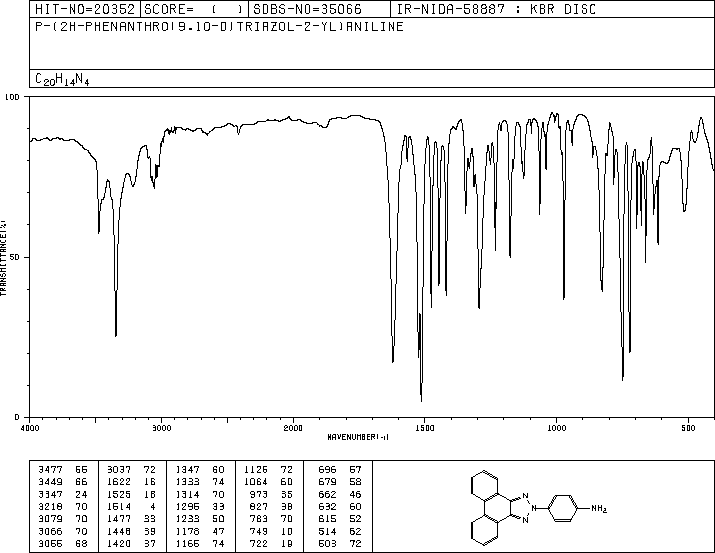 HIT-NO=20352 SCORE= ( ) SDBS-NO=35066 IR-NIDA-58887 : KBR DISC
P-(2H-PHENANTHRO(9,10-D)TRIAZOL-2-YL)ANILINE
C20H14N4
100
50
0
TRANSMITTANCE(%)
4000 3000 2000 1500 1000 500
WAVENUMBER(-1)
3477 55 3037 72 1347 60 1126 72 696 57
3449 66 1622 16 1333 74 1064 60 679 58
3347 24 1525 18 1314 70 973 35 662 46
3218 70 1514 4 1295 33 827 38 632 60
3079 70 1477 33 1233 50 783 70 615 52
3066 70 1448 39 1178 47 749 10 514 52
3055 68 1420 37 1165 74 722 19 503 72
N
N
N
NH2